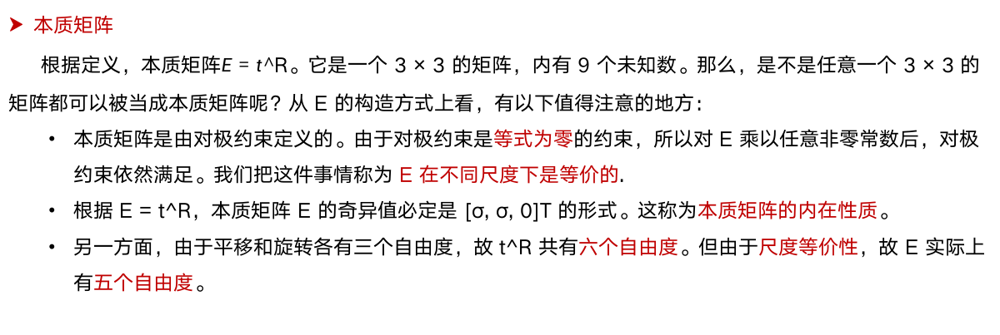 ➤ 本质矩阵
根据定义，本质矩阵E = t^R。它是一个 3 × 3 的矩阵，内有 9 个未知数。那么，是不是任意一个 3 × 3 的
矩阵都可以被当成本质矩阵呢？从 E 的构造方式上看，有以下值得注意的地方：
• 本质矩阵是由对极约束定义的。由于对极约束是等式为零的约束，所以对 E 乘以任意非零常数后，对极
约束依然满足。我们把这件事情称为 E 在不同尺度下是等价的.
• 根据 E = t^R，本质矩阵 E 的奇异值必定是 [σ, σ, 0]T 的形式。这称为本质矩阵的内在性质。
• 另一方面，由于平移和旋转各有三个自由度，故 t^R 共有六个自由度。但由于尺度等价性，故 E 实际上
有五个自由度。